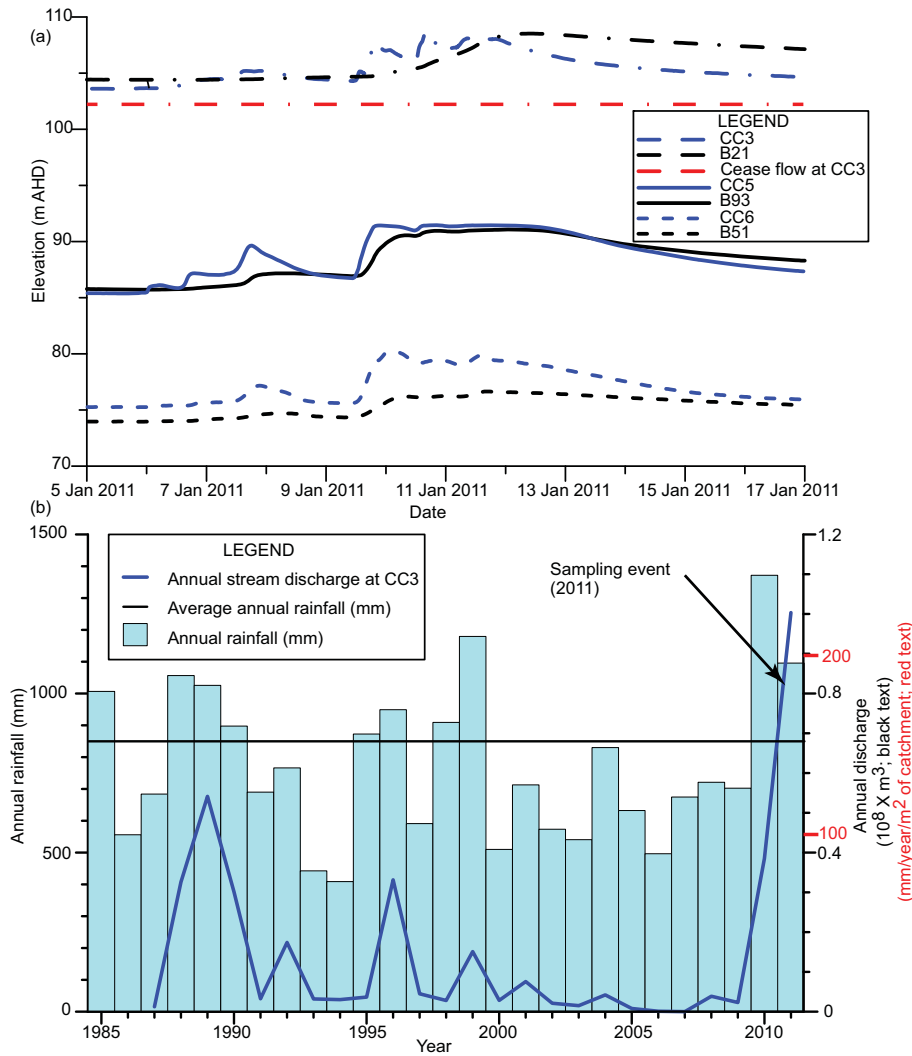 (a)
110
100
90
80
70
Elevation (m AHD)
LEGEND
CC3
B21
Cease flow at CC3
CC5
B93
CC6
B51
5 Jan 2011
7 Jan 2011
9 Jan 2011
11 Jan 2011
13 Jan 2011
15 Jan 2011
17 Jan 2011
Date
(b)
1500
1000
500
0
Annual rainfall (mm)
LEGEND
Annual stream discharge at CC3
Average annual rainfall (mm)
Annual rainfall (mm)
Sampling event
(2011)
1.2
0.8
0.4
0
200
100
Annual discharge
(10⁸ X m³; black text)
(mm/year/m² of catchment; red text)
1985
1990
1995
2000
2005
2010
Year